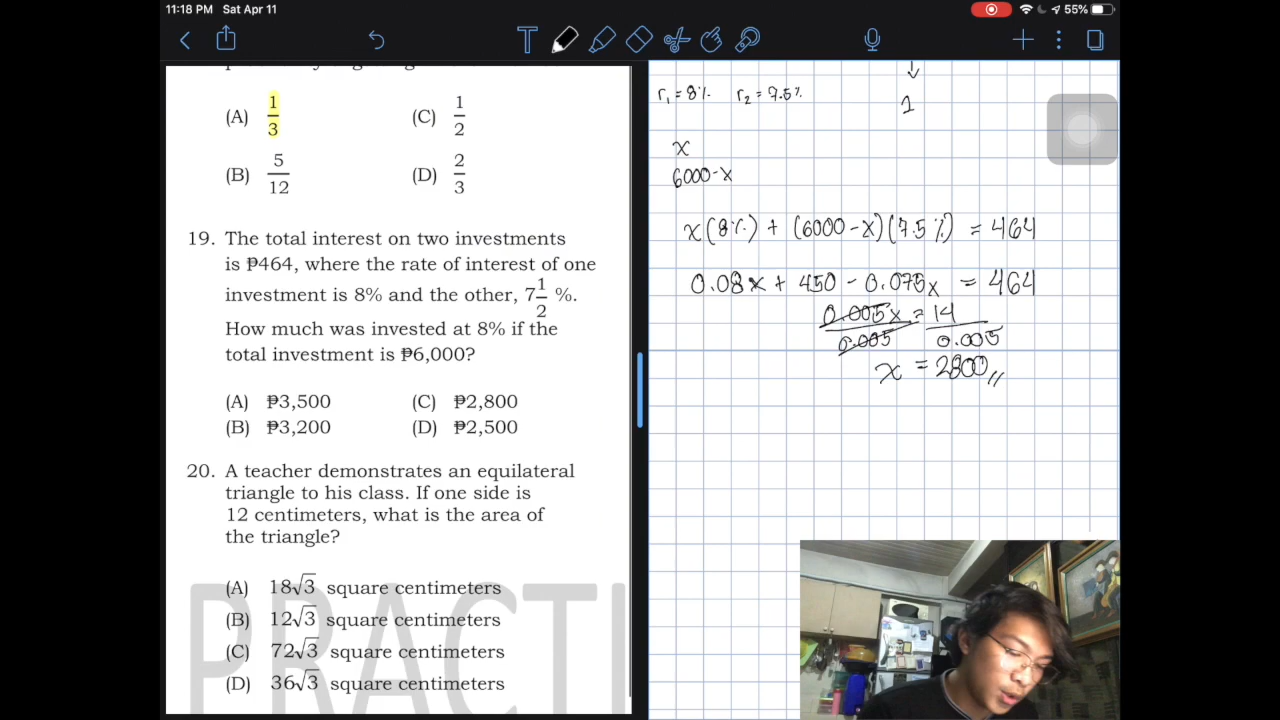 11:18 PM Sat Apr 11
55%
(A) 1/3 (C) 1/2
(B) 5/12 (D) 2/3
19. The total interest on two investments
is ₱464, where the rate of interest of one
investment is 8% and the other, 7 1/2 %.
How much was invested at 8% if the
total investment is ₱6,000?
(A) ₱3,500 (C) ₱2,800
(B) ₱3,200 (D) ₱2,500
20. A teacher demonstrates an equilateral
triangle to his class. If one side is
12 centimeters, what is the area of
the triangle?
(A) 18√3 square centimeters
(B) 12√3 square centimeters
(C) 72√3 square centimeters
(D) 36√3 square centimeters
PRACTI
r₁ = 8% r₂ = 7.5%
↓
1
x
6000-x
x(8%) + (6000-x)(7.5%) = 464
0.08x + 450 - 0.075x = 464
0.005x = 14
0.005 0.005
x = 2800 //